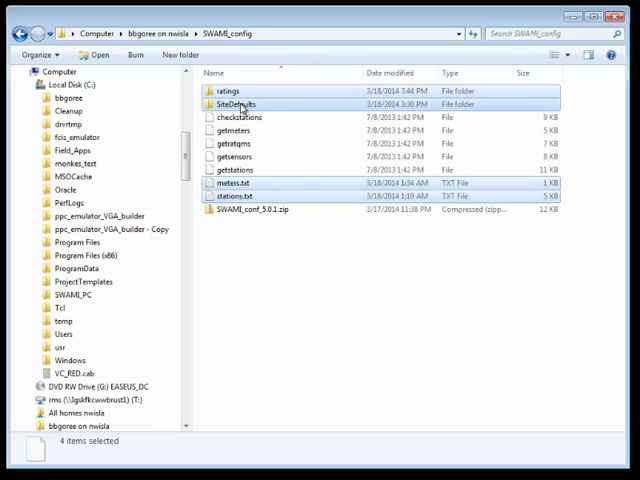 Computer ▸ bbgoree on nwisla ▸ SWAMI_config
Search SWAMI_config
Organize Open Burn New folder
Name Date modified Type Size
Computer
Local Disk (C:)
bbgoree
Cleanup
drvrtmp
fcis_emulator
Field_Apps
monkes_test
MSOCache
Oracle
PerfLogs
ppc_emulator_VGA_builder
ppc_emulator_VGA_builder - Copy
Program Files
Program Files (x86)
ProgramData
ProjectTemplates
SWAMI_PC
Tcl
temp
Users
usr
Windows
VC_RED.cab
DVD RW Drive (G:) EASEUS_DC
rms (\\Igskfkcwwbrust1) (T:)
All homes nwisla
bbgoree on nwisla
ratings 3/18/2014 3:44 PM File folder
SiteDefaults 3/18/2014 3:30 PM File folder
checkstations 7/8/2013 1:42 PM File 9 KB
getmeters 7/8/2013 1:42 PM File 5 KB
getratqms 7/8/2013 1:42 PM File 7 KB
getsensors 7/8/2013 1:42 PM File 8 KB
getstations 7/8/2013 1:42 PM File 11 KB
meters.txt 3/18/2014 1:34 AM TXT File 1 KB
stations.txt 3/18/2014 1:19 AM TXT File 5 KB
SWAMI_conf_5.0.1.zip 3/17/2014 11:38 PM Compressed (zipp... 12 KB
4 items selected